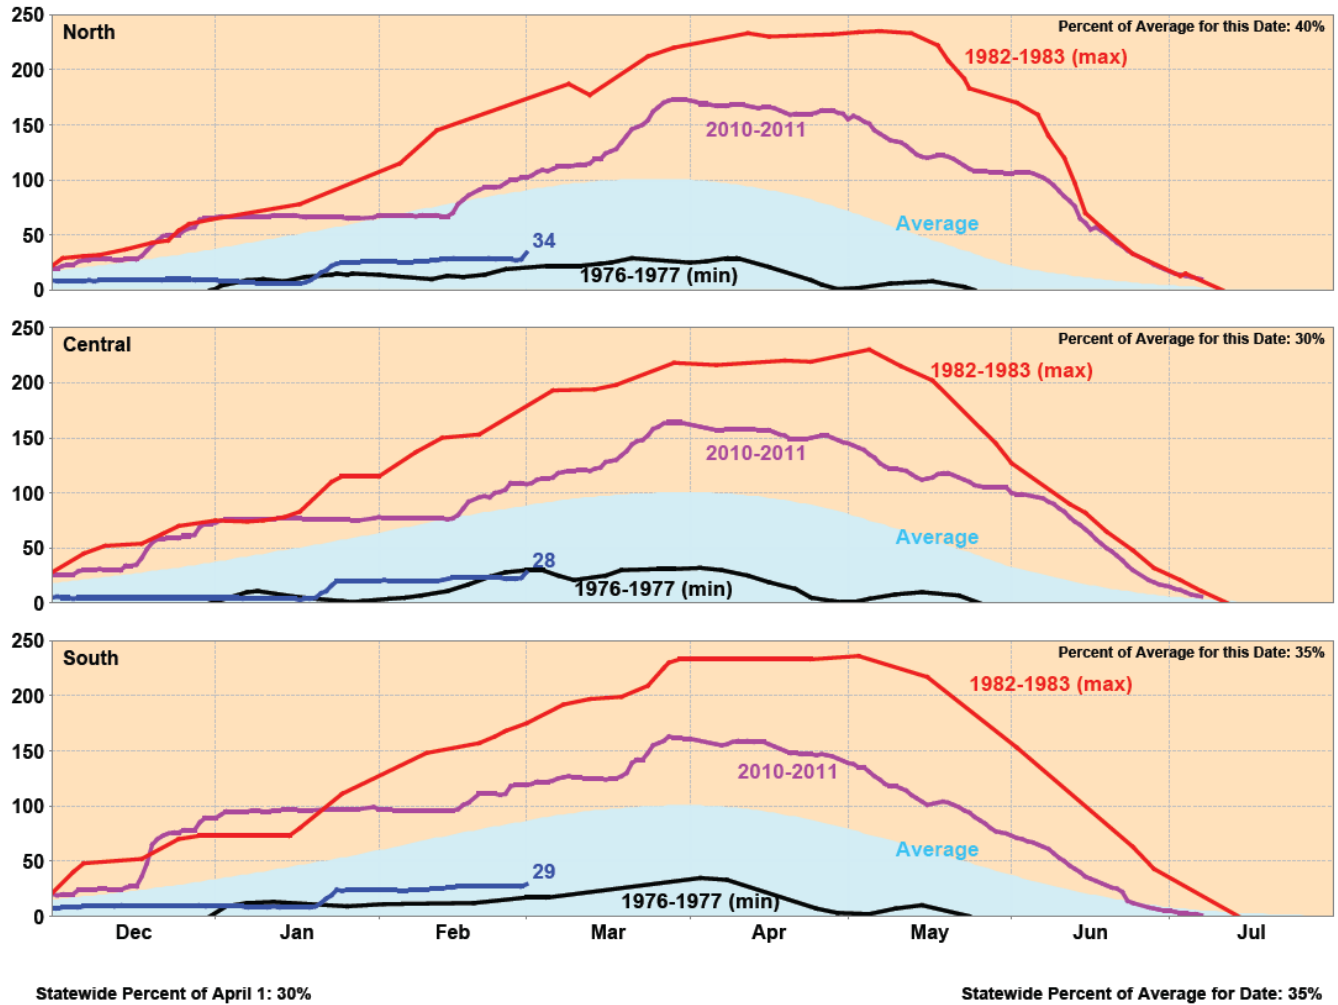 250
North
Percent of Average for this Date: 40%
1982-1983 (max)
200
150
2010-2011
100
Average
50
34
1976-1977 (min)
0
250
Central
Percent of Average for this Date: 30%
1982-1983 (max)
200
150
2010-2011
100
Average
50
28
1976-1977 (min)
0
250
South
Percent of Average for this Date: 35%
1982-1983 (max)
200
150
2010-2011
100
Average
50
29
1976-1977 (min)
0
Dec Jan Feb Mar Apr May Jun Jul
Statewide Percent of April 1: 30%
Statewide Percent of Average for Date: 35%